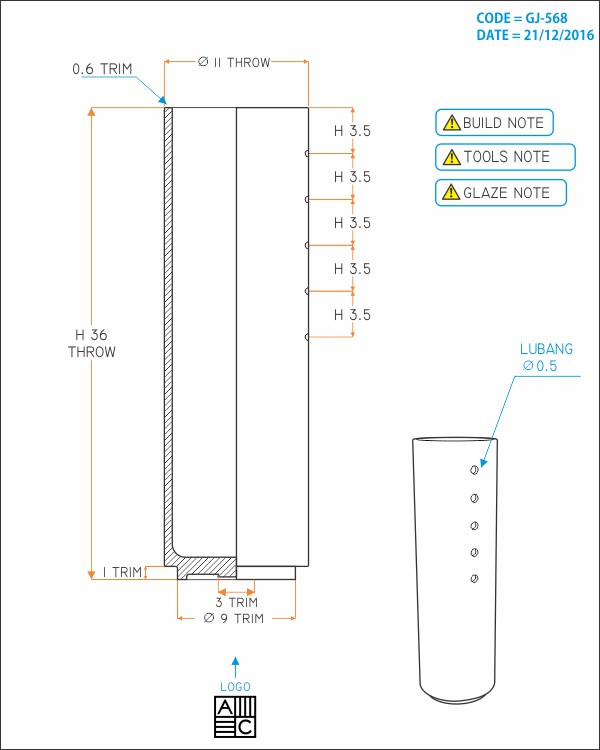 CODE = GJ-568
DATE = 21/12/2016
Ø 11 THROW
0.6 TRIM
H 3.5
H 3.5
H 3.5
H 3.5
H 3.5
BUILD NOTE
TOOLS NOTE
GLAZE NOTE
H 36
THROW
LUBANG
Ø 0.5
1 TRIM
3 TRIM
Ø 9 TRIM
LOGO
A
C